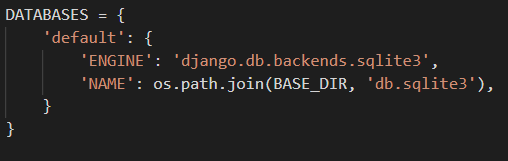 DATABASES = {
    'default': {
        'ENGINE': 'django.db.backends.sqlite3',
        'NAME': os.path.join(BASE_DIR, 'db.sqlite3'),
    }
}